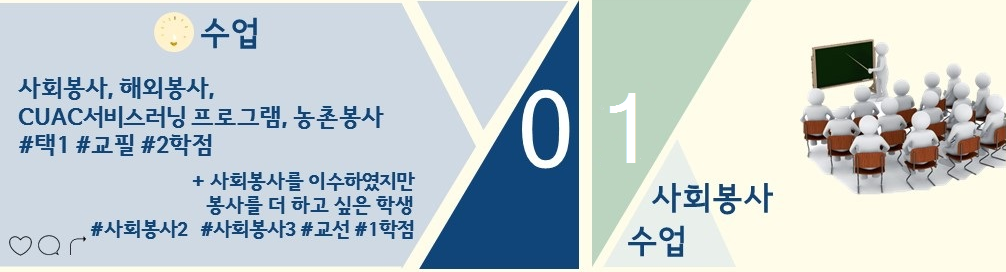 수업
사회봉사, 해외봉사,
CUAC서비스러닝 프로그램, 농촌봉사
#택1 #교필 #2학점
+ 사회봉사를 이수하였지만
봉사를 더 하고 싶은 학생
#사회봉사2 #사회봉사3 #교선 #1학점
01
사회봉사
수업